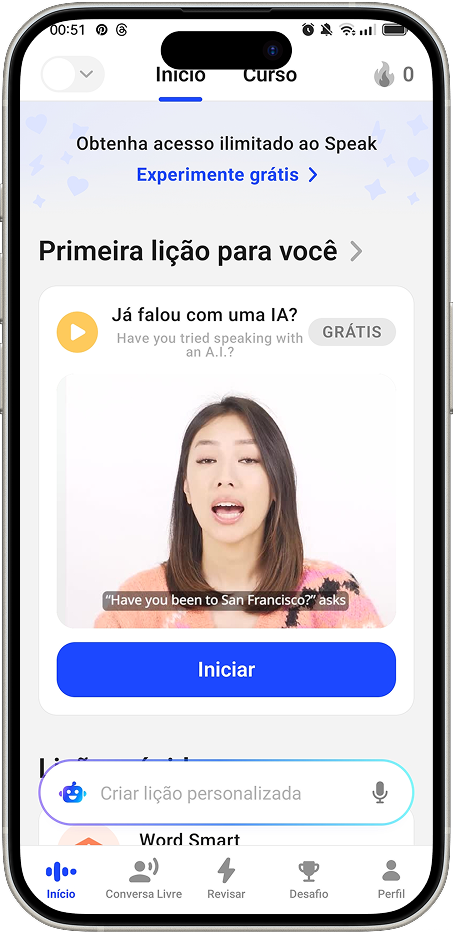 00:51
Início Curso
0
Obtenha acesso ilimitado ao Speak
Experimente grátis
Primeira lição para você
Já falou com uma IA?
Have you tried speaking with
an A.I.?
GRÁTIS
“Have you been to San Francisco?” asks
Iniciar
Criar lição personalizada
Word Smart
Início Conversa Livre Revisar Desafio Perfil